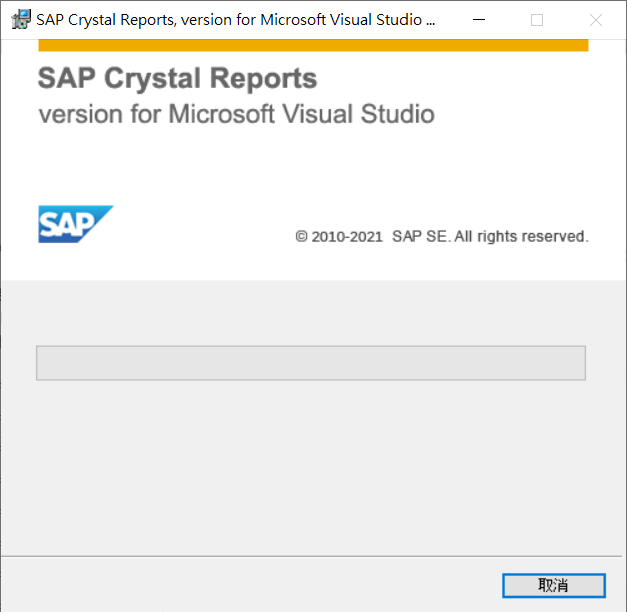 SAP Crystal Reports, version for Microsoft Visual Studio ...
SAP Crystal Reports
version for Microsoft Visual Studio
SAP
© 2010-2021 SAP SE. All rights reserved.
取消